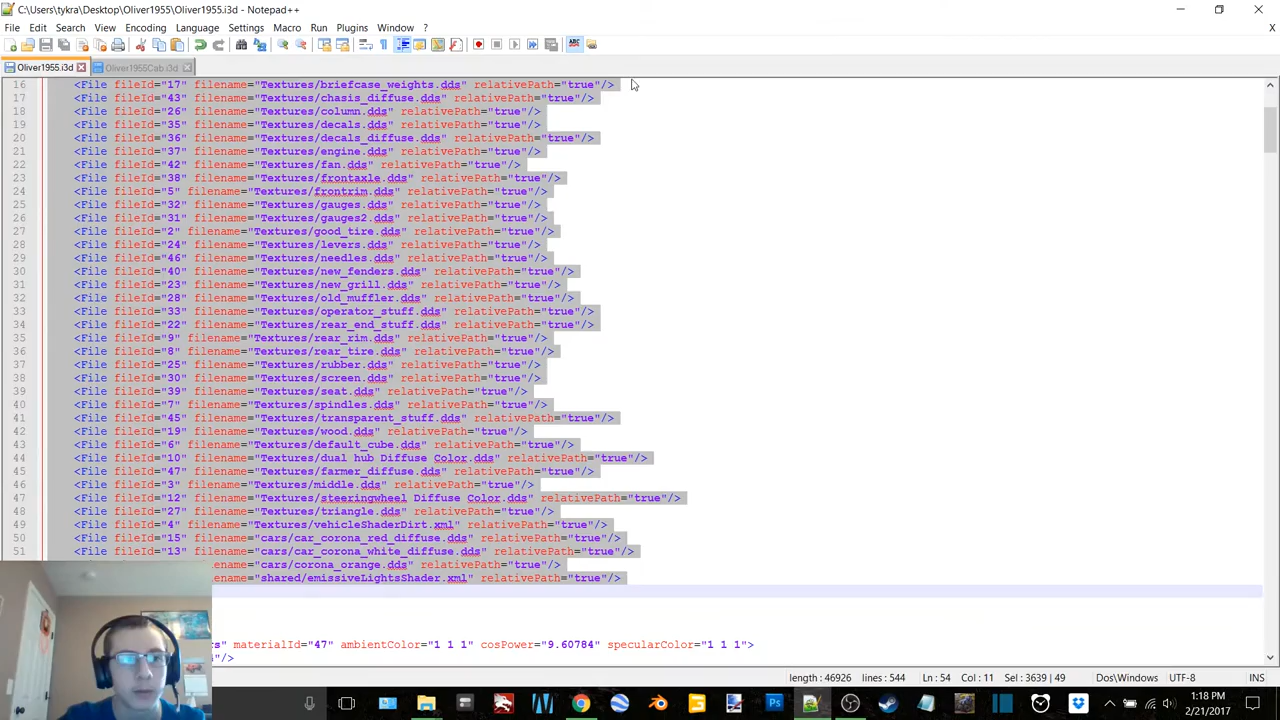 C:\Users\tykra\Desktop\Oliver1955\Oliver1955.i3d - Notepad++
File Edit Search View Encoding Language Settings Macro Run Plugins Window ?
Oliver1955.i3d Oliver1955Cab.i3d
16 <File fileId="17" filename="Textures/briefcase_weights.dds" relativePath="true"/>
17 <File fileId="43" filename="Textures/chasis_diffuse.dds" relativePath="true"/>
18 <File fileId="26" filename="Textures/column.dds" relativePath="true"/>
19 <File fileId="35" filename="Textures/decals.dds" relativePath="true"/>
20 <File fileId="36" filename="Textures/decals_diffuse.dds" relativePath="true"/>
21 <File fileId="37" filename="Textures/engine.dds" relativePath="true"/>
22 <File fileId="42" filename="Textures/fan.dds" relativePath="true"/>
23 <File fileId="38" filename="Textures/frontaxle.dds" relativePath="true"/>
24 <File fileId="5" filename="Textures/frontrim.dds" relativePath="true"/>
25 <File fileId="32" filename="Textures/gauges.dds" relativePath="true"/>
26 <File fileId="31" filename="Textures/gauges2.dds" relativePath="true"/>
27 <File fileId="2" filename="Textures/good_tire.dds" relativePath="true"/>
28 <File fileId="24" filename="Textures/levers.dds" relativePath="true"/>
29 <File fileId="46" filename="Textures/needles.dds" relativePath="true"/>
30 <File fileId="40" filename="Textures/new_fenders.dds" relativePath="true"/>
31 <File fileId="23" filename="Textures/new_grill.dds" relativePath="true"/>
32 <File fileId="28" filename="Textures/old_muffler.dds" relativePath="true"/>
33 <File fileId="33" filename="Textures/operator_stuff.dds" relativePath="true"/>
34 <File fileId="22" filename="Textures/rear_end_stuff.dds" relativePath="true"/>
35 <File fileId="9" filename="Textures/rear_rim.dds" relativePath="true"/>
36 <File fileId="8" filename="Textures/rear_tire.dds" relativePath="true"/>
37 <File fileId="25" filename="Textures/rubber.dds" relativePath="true"/>
38 <File fileId="30" filename="Textures/screen.dds" relativePath="true"/>
39 <File fileId="39" filename="Textures/seat.dds" relativePath="true"/>
40 <File fileId="7" filename="Textures/spindles.dds" relativePath="true"/>
41 <File fileId="45" filename="Textures/transparent_stuff.dds" relativePath="true"/>
42 <File fileId="19" filename="Textures/wood.dds" relativePath="true"/>
43 <File fileId="6" filename="Textures/default_cube.dds" relativePath="true"/>
44 <File fileId="10" filename="Textures/dual hub Diffuse Color.dds" relativePath="true"/>
45 <File fileId="47" filename="Textures/farmer_diffuse.dds" relativePath="true"/>
46 <File fileId="3" filename="Textures/middle.dds" relativePath="true"/>
47 <File fileId="12" filename="Textures/steeringwheel Diffuse Color.dds" relativePath="true"/>
48 <File fileId="27" filename="Textures/triangle.dds" relativePath="true"/>
49 <File fileId="4" filename="Textures/vehicleShaderDirt.xml" relativePath="true"/>
50 <File fileId="15" filename="cars/car_corona_red_diffuse.dds" relativePath="true"/>
51 <File fileId="13" filename="cars/car_corona_white_diffuse.dds" relativePath="true"/>
ename="cars/corona_orange.dds" relativePath="true"/>
ename="shared/emissiveLightsShader.xml" relativePath="true"/>
rs" materialId="47" ambientColor="1 1 1" cosPower="9.60784" specularColor="1 1 1">
"/>
length : 46926 lines : 544 Ln : 54 Col : 11 Sel : 3639 | 49 Dos\Windows UTF-8 INS
1:18 PM
2/21/2017